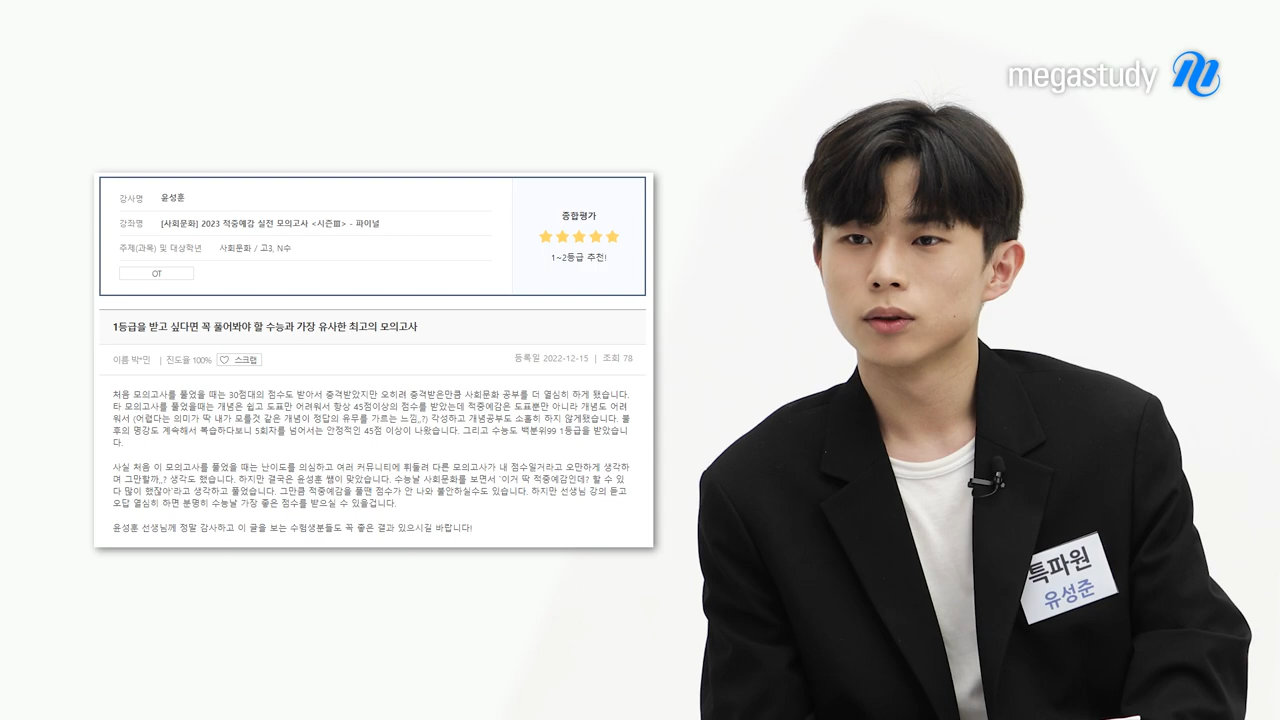 megastudy
강사명 윤성훈
강좌명 [사회문화] 2023 적중예감 실전 모의고사 <시즌Ⅲ> - 파이널
주제(과목) 및 대상학년 사회문화 / 고3, N수
OT
종합평가
1~2등급 추천!
1등급을 받고 싶다면 꼭 풀어봐야 할 수능과 가장 유사한 최고의 모의고사
이름 박*민 | 진도율 100% 스크랩 등록일 2022-12-15 | 조회 78
처음 모의고사를 풀었을 때는 30점대의 점수도 받아서 충격받았지만 오히려 충격받은만큼 사회문화 공부를 더 열심히 하게 됐습니다.
타 모의고사를 풀었을때는 개념은 쉽고 도표만 어려워서 항상 45점이상의 점수를 받았는데 적중예감은 도표뿐만 아니라 개념도 어려
워서 (어렵다는 의미가 딱 내가 모를것 같은 개념이 정답의 유무를 가르는 느낌,,?) 각성하고 개념공부도 소홀히 하지 않게됐습니다. 불
후의 명강도 계속해서 복습하다보니 5회차를 넘어서는 안정적인 45점 이상이 나왔습니다. 그리고 수능도 백분위99 1등급을 받았습니
다.
사실 처음 이 모의고사를 풀었을 때는 난이도를 의심하고 여러 커뮤니티에 휘둘려 다른 모의고사가 내 점수일거라고 오만하게 생각하
며 그만할까,,? 생각도 했습니다. 하지만 결국은 윤성훈 쌤이 맞았습니다. 수능날 사회문화를 보면서 '이거 딱 적중예감인데? 할 수 있
다 많이 했잖아'라고 생각하고 풀었습니다. 그만큼 적중예감을 풀땐 점수가 안 나와 불안하실수도 있습니다. 하지만 선생님 강의 듣고
오답 열심히 하면 분명히 수능날 가장 좋은 점수를 받으실 수 있을겁니다.
윤성훈 선생님께 정말 감사하고 이 글을 보는 수험생분들도 꼭 좋은 결과 있으시길 바랍니다!
특파원
유성준